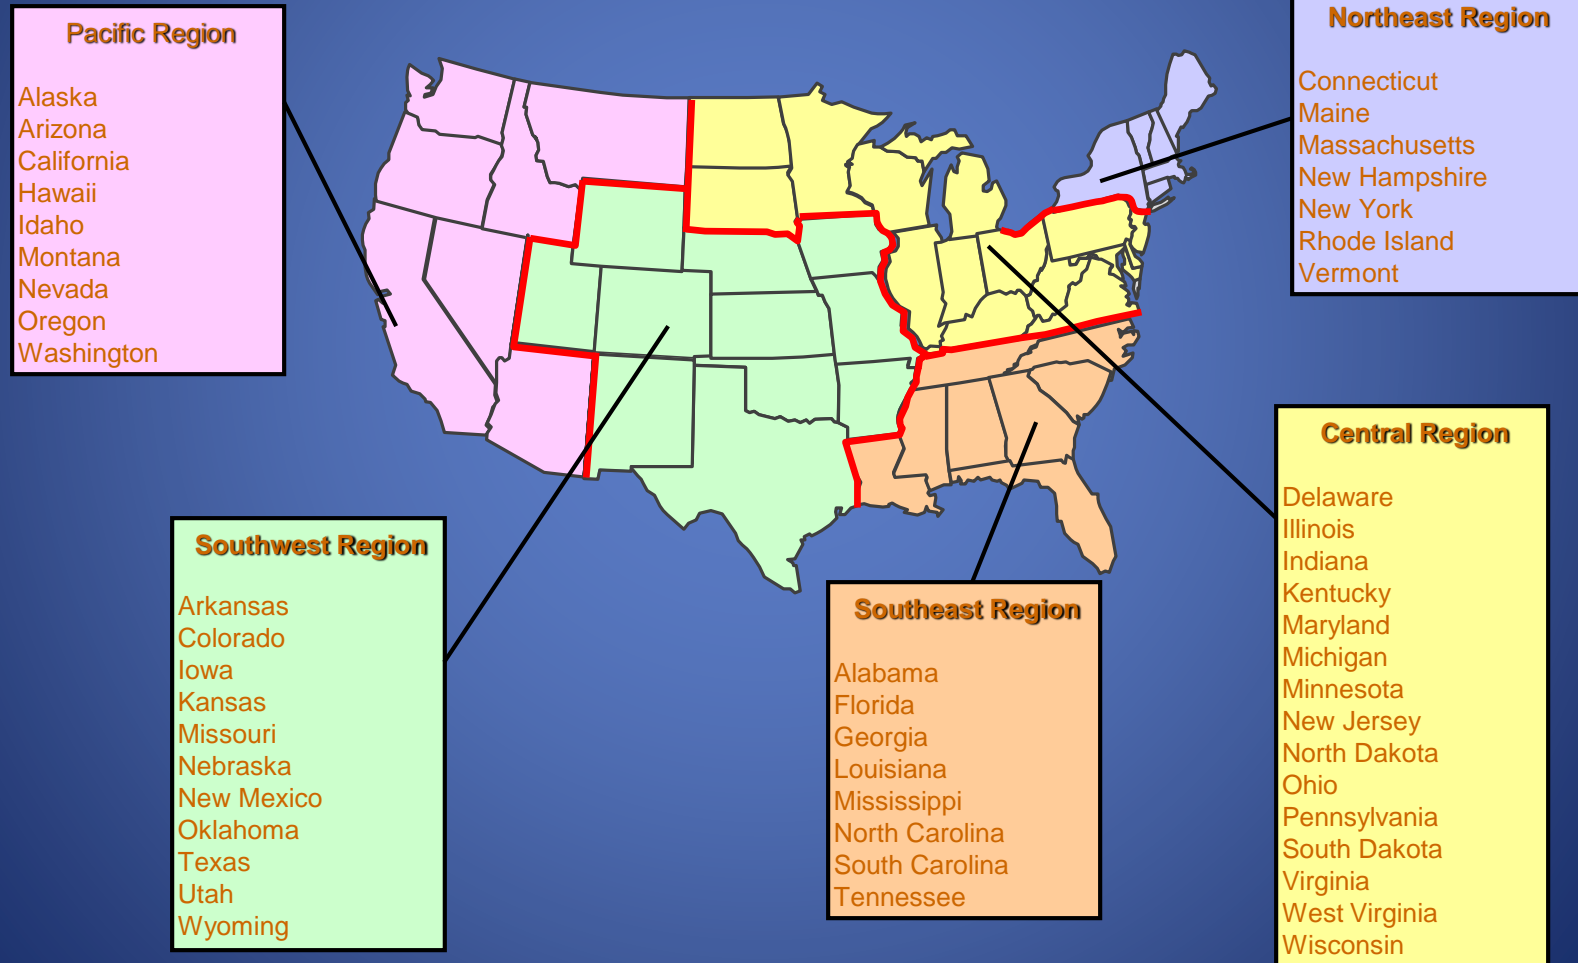 Pacific Region
Alaska
Arizona
California
Hawaii
Idaho
Montana
Nevada
Oregon
Washington
Northeast Region
Connecticut
Maine
Massachusetts
New Hampshire
New York
Rhode Island
Vermont
Southwest Region
Arkansas
Colorado
Iowa
Kansas
Missouri
Nebraska
New Mexico
Oklahoma
Texas
Utah
Wyoming
Southeast Region
Alabama
Florida
Georgia
Louisiana
Mississippi
North Carolina
South Carolina
Tennessee
Central Region
Delaware
Illinois
Indiana
Kentucky
Maryland
Michigan
Minnesota
New Jersey
North Dakota
Ohio
Pennsylvania
South Dakota
Virginia
West Virginia
Wisconsin